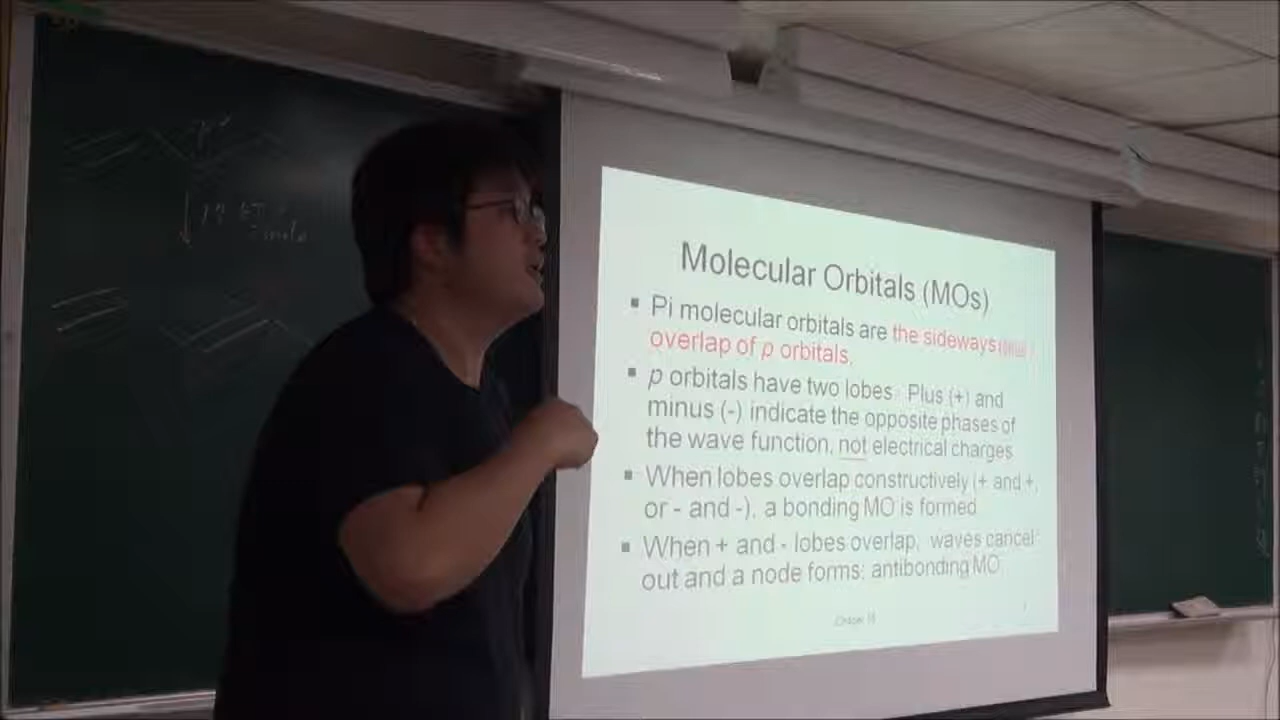 Molecular Orbitals (MOs)
▪ Pi molecular orbitals are the sideways
overlap of p orbitals.
▪ p orbitals have two lobes. Plus (+) and
minus (-) indicate the opposite phases of
the wave function, not electrical charges.
▪ When lobes overlap constructively (+ and +,
or - and -), a bonding MO is formed.
▪ When + and - lobes overlap, waves cancel
out and a node forms: antibonding MO.